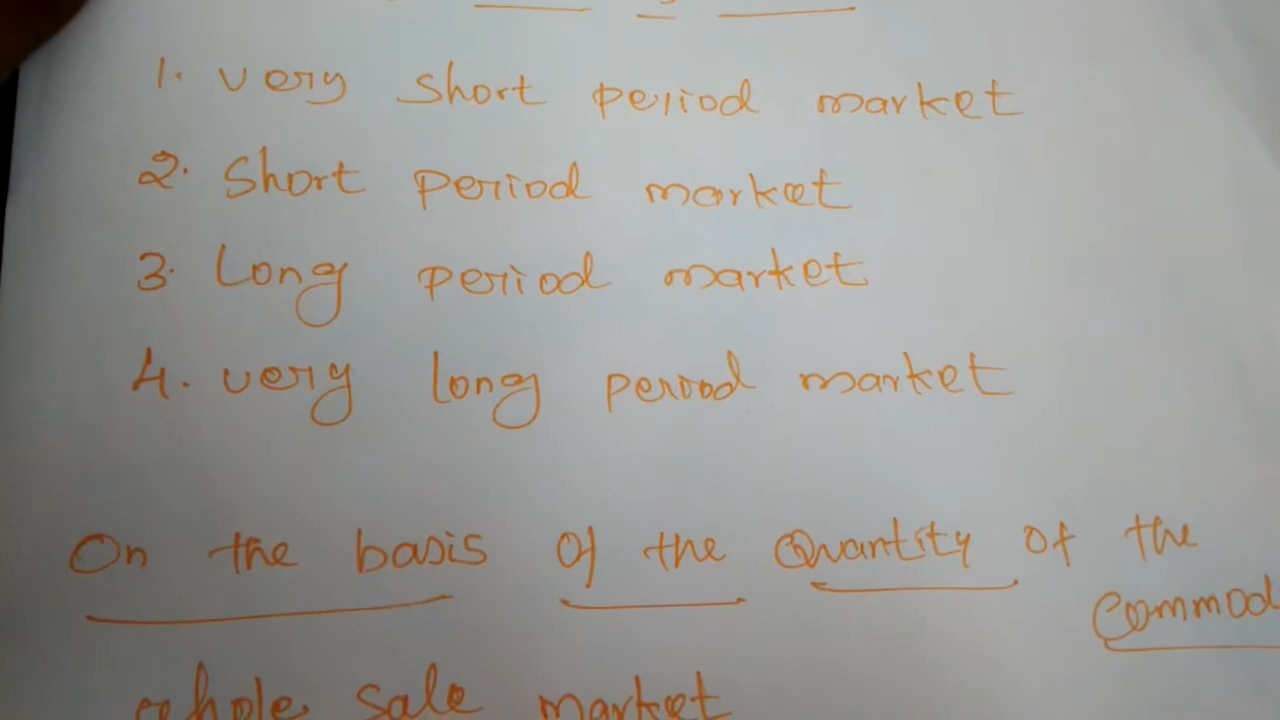 1. very short period market
2. Short period market
3. Long period market
4. very long period market
On the basis of the Quantity of the
whole sale market